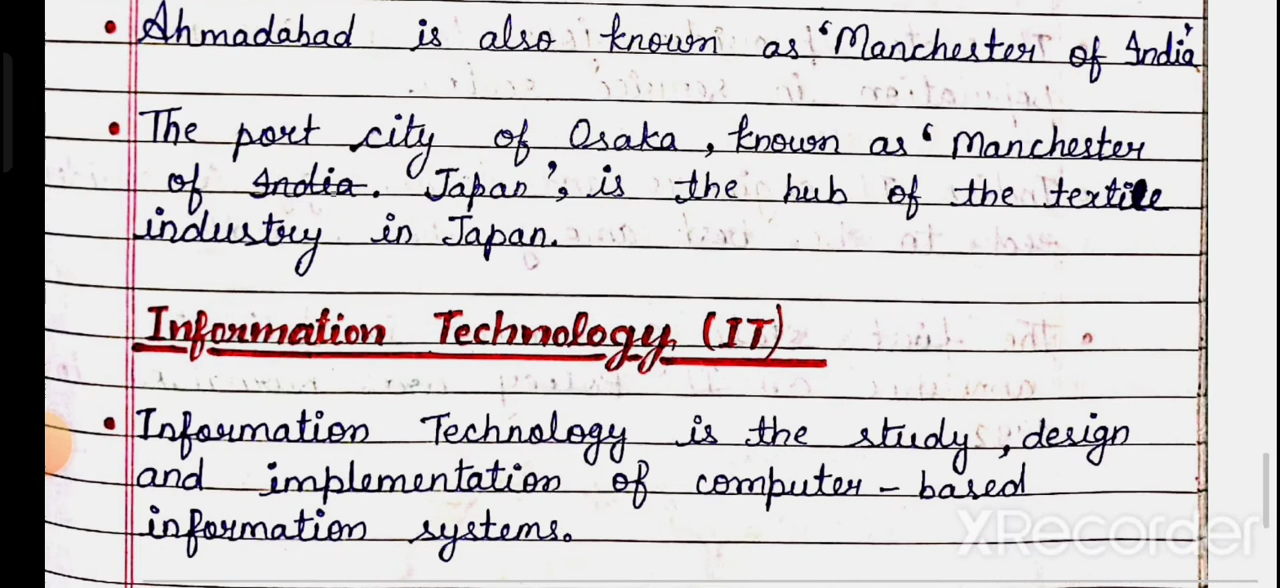 • Ahmadabad is also known as 'Manchester of India'
• The port city of Osaka, known as 'Manchester
of India. Japan', is the hub of the textile
industry in Japan.
Information Technology (IT)
• Information Technology is the study, design
and implementation of computer-based
information systems.
XRecorder